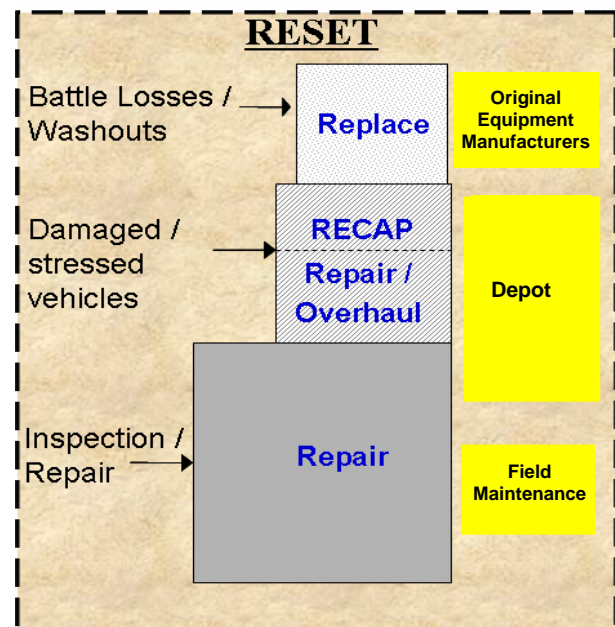 RESET
Battle Losses /
Washouts
Replace
Original
Equipment
Manufacturers
Damaged /
stressed
vehicles
RECAP
Repair /
Overhaul
Depot
Inspection /
Repair
Repair
Field
Maintenance